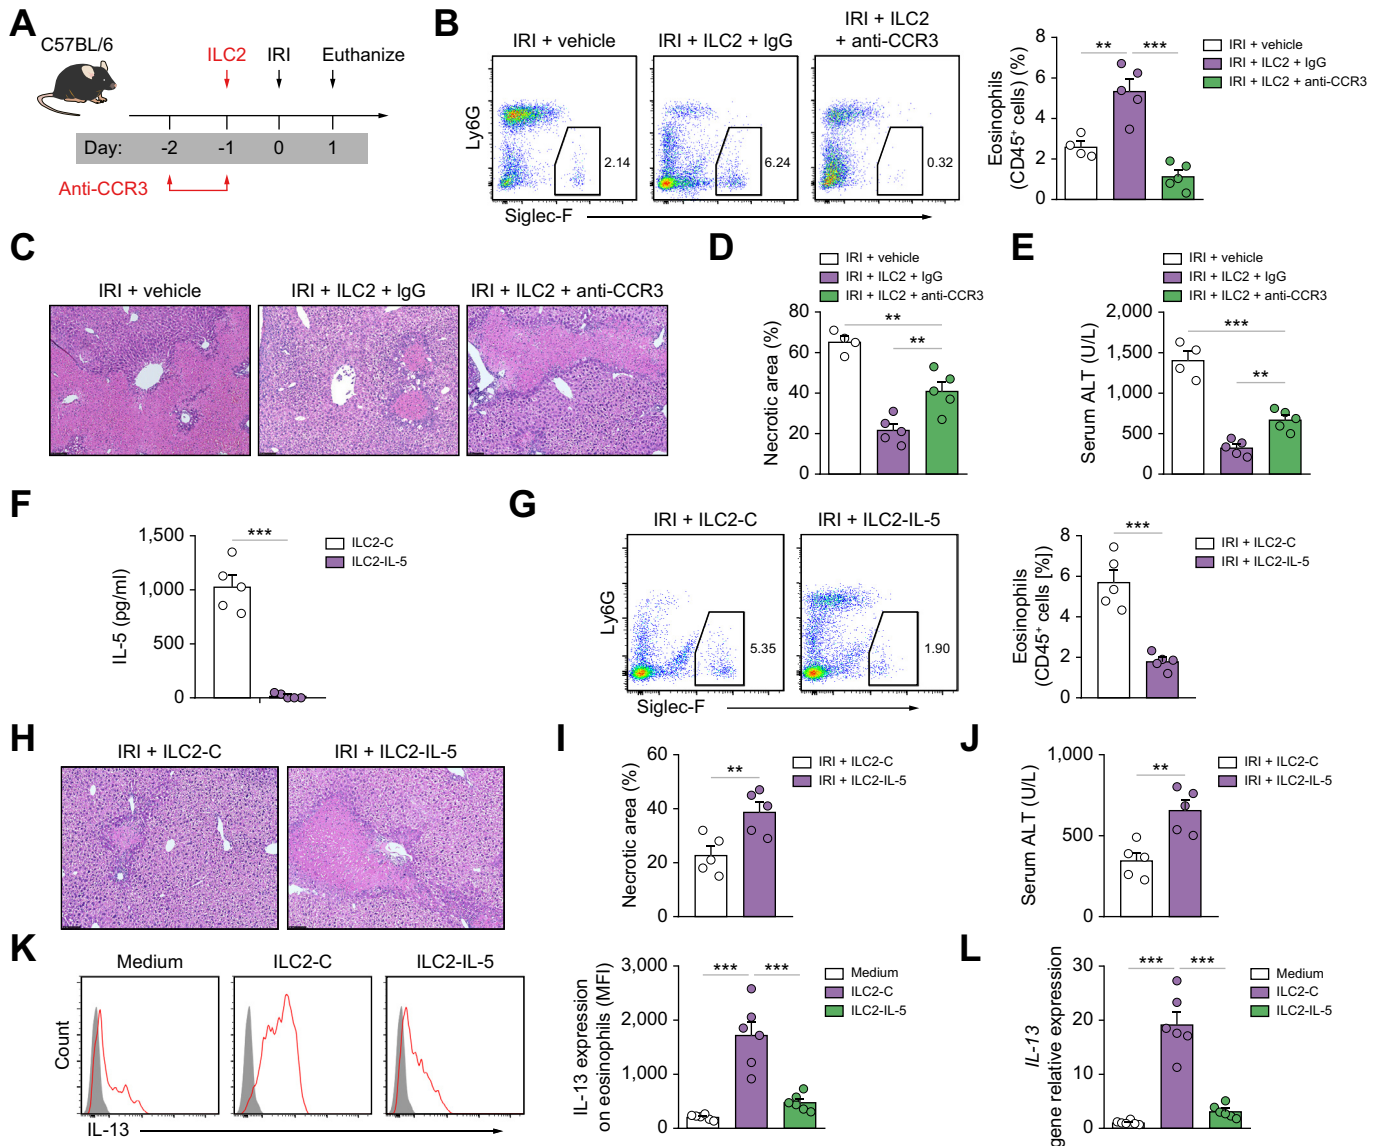 A
C57BL/6
ILC2
IRI
Euthanize
Day:
-2
-1
0
1
Anti-CCR3
B
IRI + vehicle
IRI + ILC2 + IgG
IRI + ILC2
+ anti-CCR3
Ly6G
2.14
6.24
0.32
Siglec-F
Eosinophils
(CD45+ cells) (%)
8
6
4
2
0
**
***
IRI + vehicle
IRI + ILC2 + IgG
IRI + ILC2 + anti-CCR3
C
IRI + vehicle
IRI + ILC2 + IgG
IRI + ILC2 + anti-CCR3
D
IRI + vehicle
IRI + ILC2 + IgG
IRI + ILC2 + anti-CCR3
Necrotic area (%)
80
60
40
20
0
**
**
E
IRI + vehicle
IRI + ILC2 + IgG
IRI + ILC2 + anti-CCR3
Serum ALT (U/L)
2,000
1,500
1,000
500
0
***
**
F
IL-5 (pg/ml)
1,500
1,000
500
0
***
ILC2-C
ILC2-IL-5
G
IRI + ILC2-C
IRI + ILC2-IL-5
Ly6G
5.35
1.90
Siglec-F
Eosinophils
(CD45+ cells [%])
8
6
4
2
0
***
IRI + ILC2-C
IRI + ILC2-IL-5
H
IRI + ILC2-C
IRI + ILC2-IL-5
I
Necrotic area (%)
60
40
20
0
**
IRI + ILC2-C
IRI + ILC2-IL-5
J
Serum ALT (U/L)
1,000
500
0
**
IRI + ILC2-C
IRI + ILC2-IL-5
K
Medium
ILC2-C
ILC2-IL-5
Count
IL-13
IL-13 expression
on eosinophils (MFI)
3,000
2,000
1,000
0
***
***
Medium
ILC2-C
ILC2-IL-5
L
IL-13
gene relative expression
30
20
10
0
***
***
Medium
ILC2-C
ILC2-IL-5